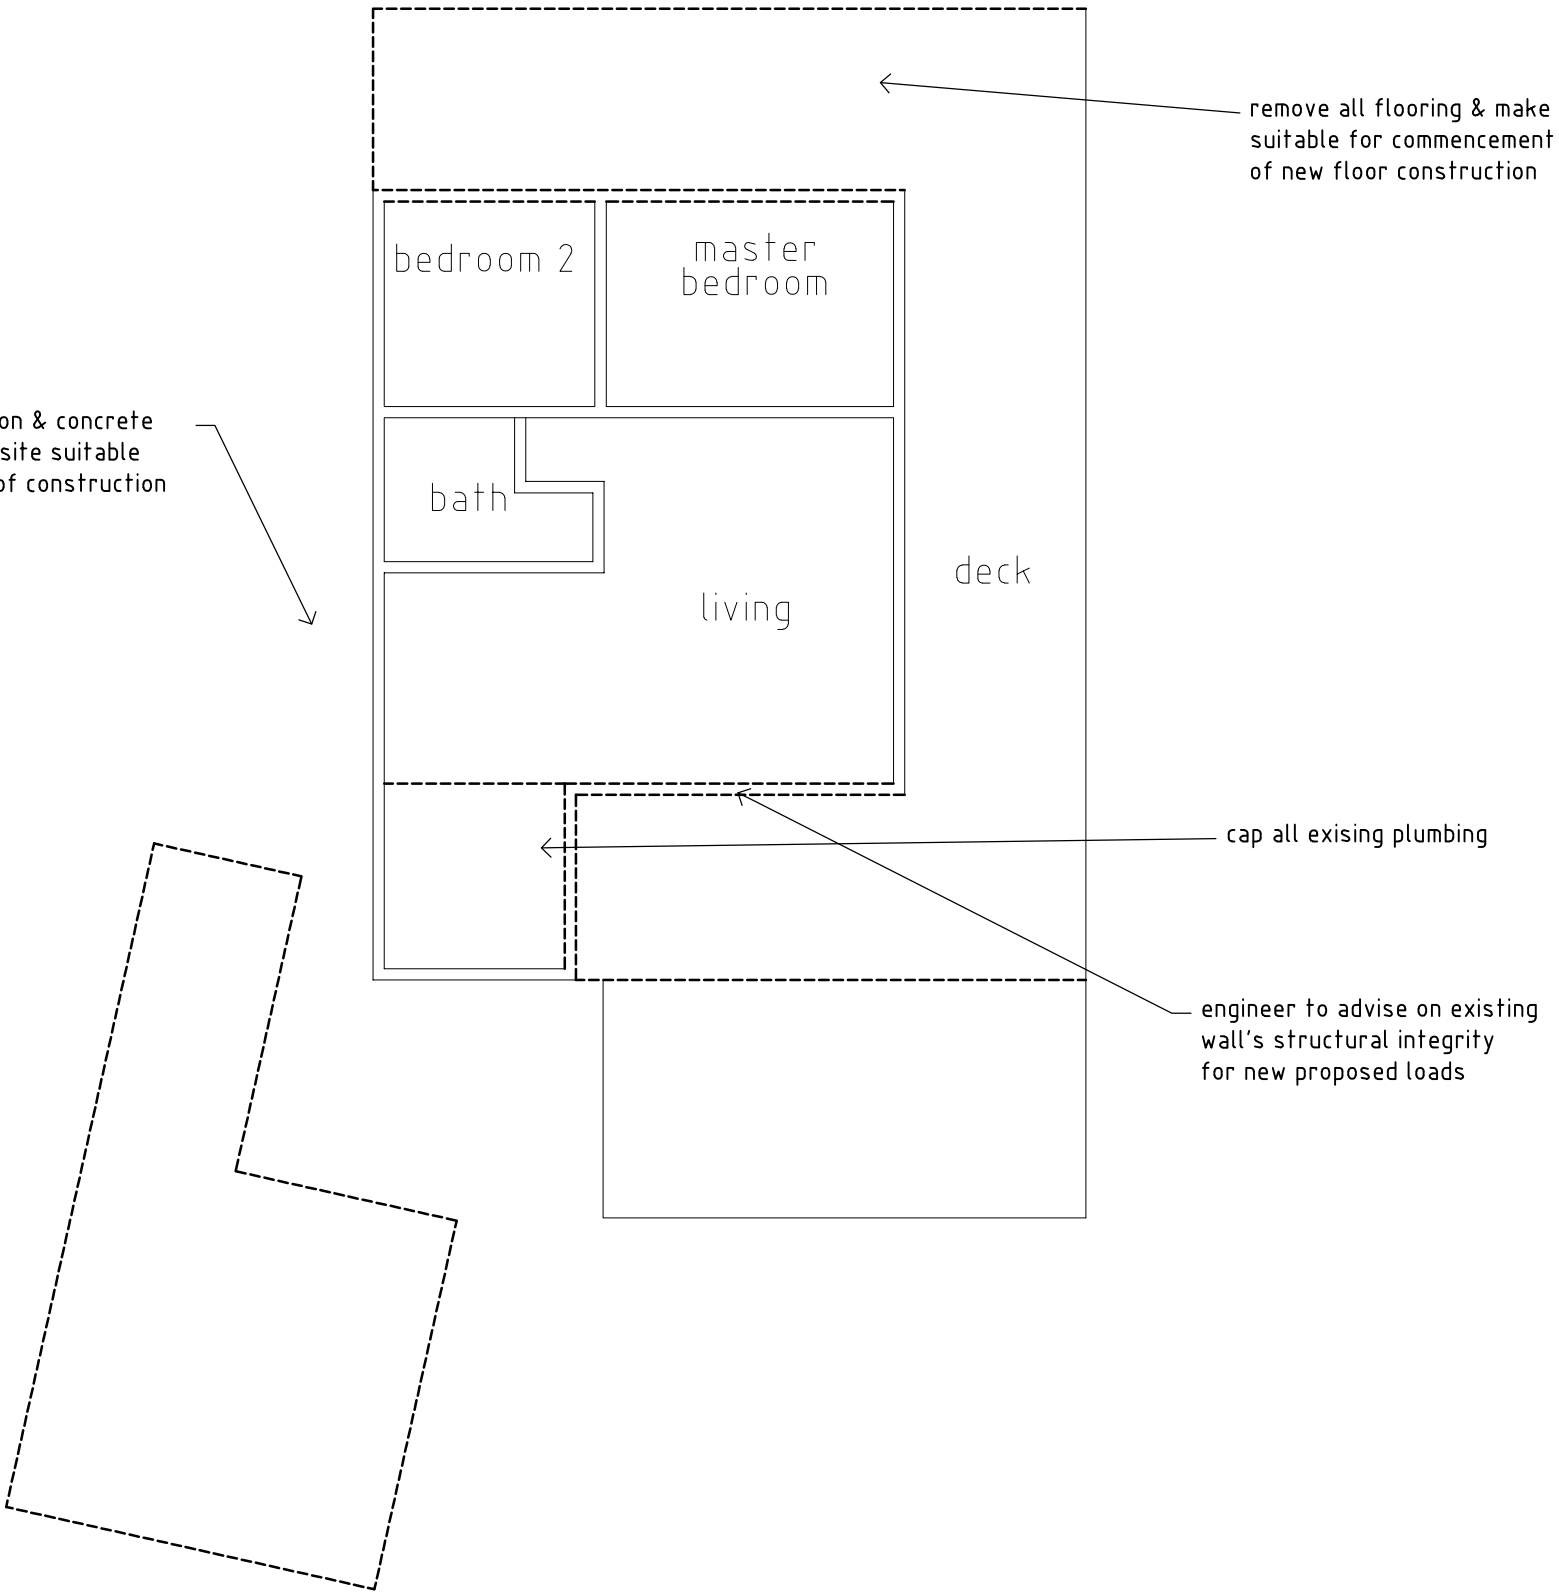 remove all flooring & make
suitable for commencement
of new floor construction
bedroom 2
master
bedroom
on & concrete
site suitable
of construction
bath
deck
living
cap all exising plumbing
engineer to advise on existing
wall's structural integrity
for new proposed loads